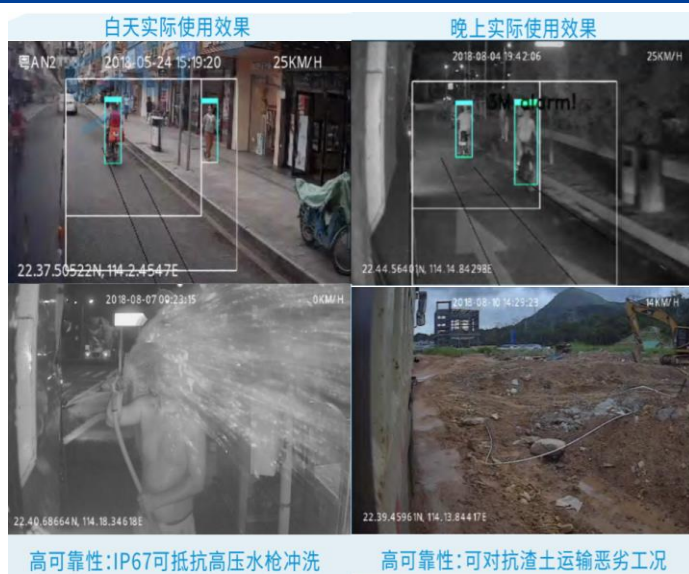 白天实际使用效果
晚上实际使用效果
2018-05-24 15:19:20
25KM/H
22.37.50522N, 114.2.4547E
2018-08-04 19:42:06
25KM/H
3M alarm!
22.44.56401N, 114.14.84298E
2018-08-07 00:23:15
0KM/H
22.40.68664N, 114.18.34618E
2018-08-10 14:29:23
14KM/H
22.39.45961N, 113.13.84417E
高可靠性:IP67可抵抗高压水枪冲洗
高可靠性:可对抗渣土运输恶劣工况